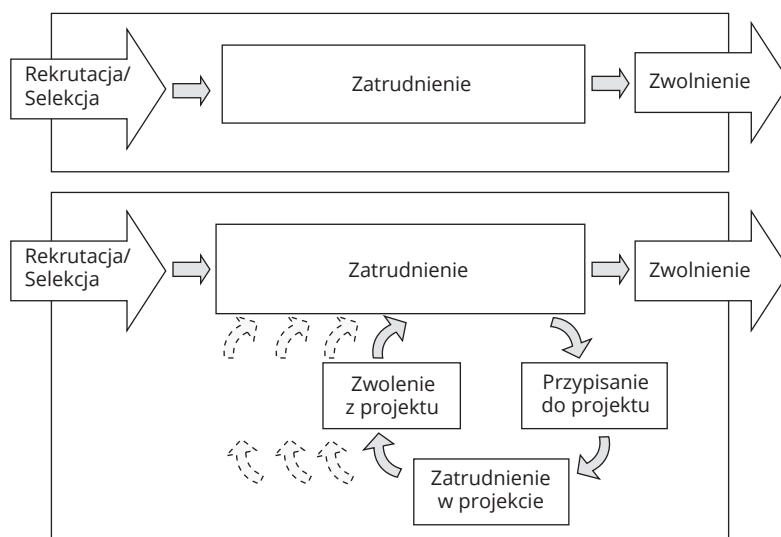 Rekrutacja/
Selekcja
Zatrudnienie
Zwolnienie
Rekrutacja/
Selekcja
Zatrudnienie
Zwolnienie
Zwolenie
z projektu
Przypisanie
do projektu
Zatrudnienie
w projekcie